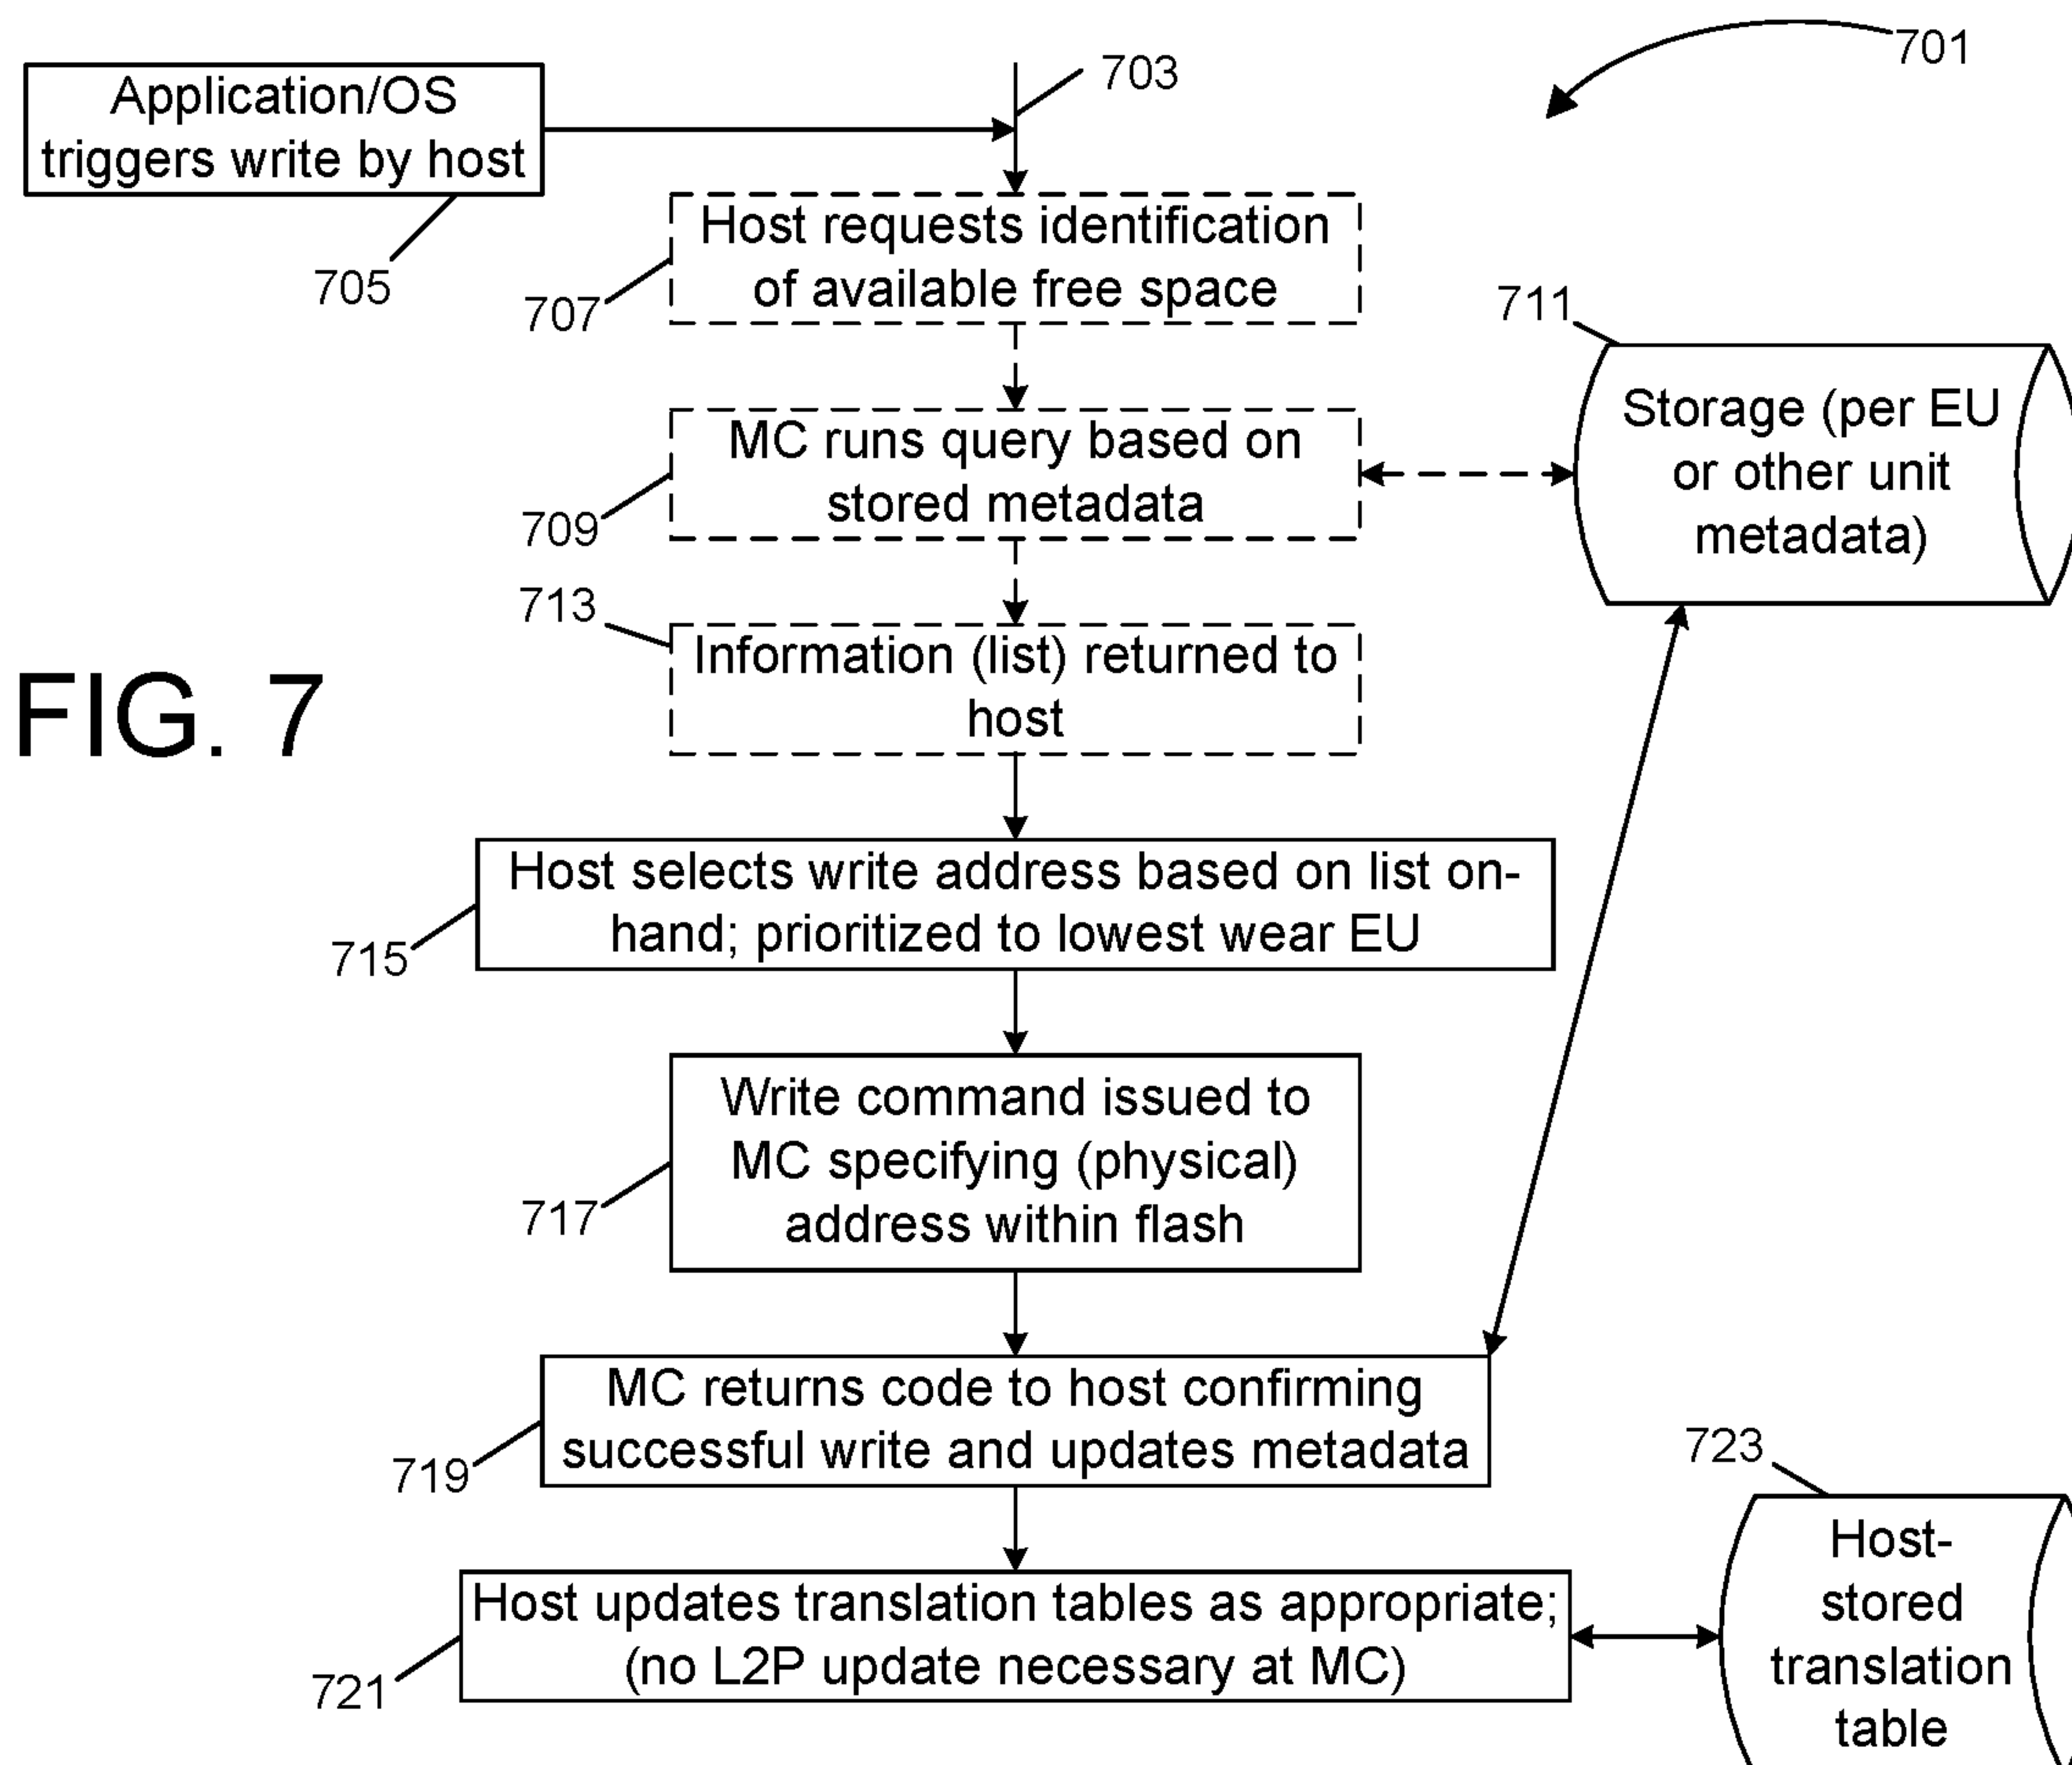 701
703
Application/OS
triggers write by host
705
Host requests identification
of available free space
707
711
Storage (per EU
or other unit
metadata)
MC runs query based on
stored metadata
709
713
Information (list) returned to
host
FIG. 7
Host selects write address based on list on-
hand; prioritized to lowest wear EU
715
Write command issued to
MC specifying (physical)
address within flash
717
MC returns code to host confirming
successful write and updates metadata
719
723
Host-
stored
translation
table
Host updates translation tables as appropriate;
(no L2P update necessary at MC)
721